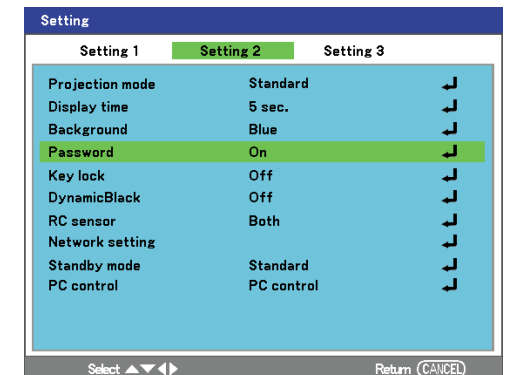 Setting
Setting 1 Setting 2 Setting 3
Projection mode Standard
Display time 5 sec.
Background Blue
Password On
Key lock Off
DynamicBlack Off
RC sensor Both
Network setting
Standby mode Standard
PC control PC control
Select ▲▼◀▶ Return (CANCEL)